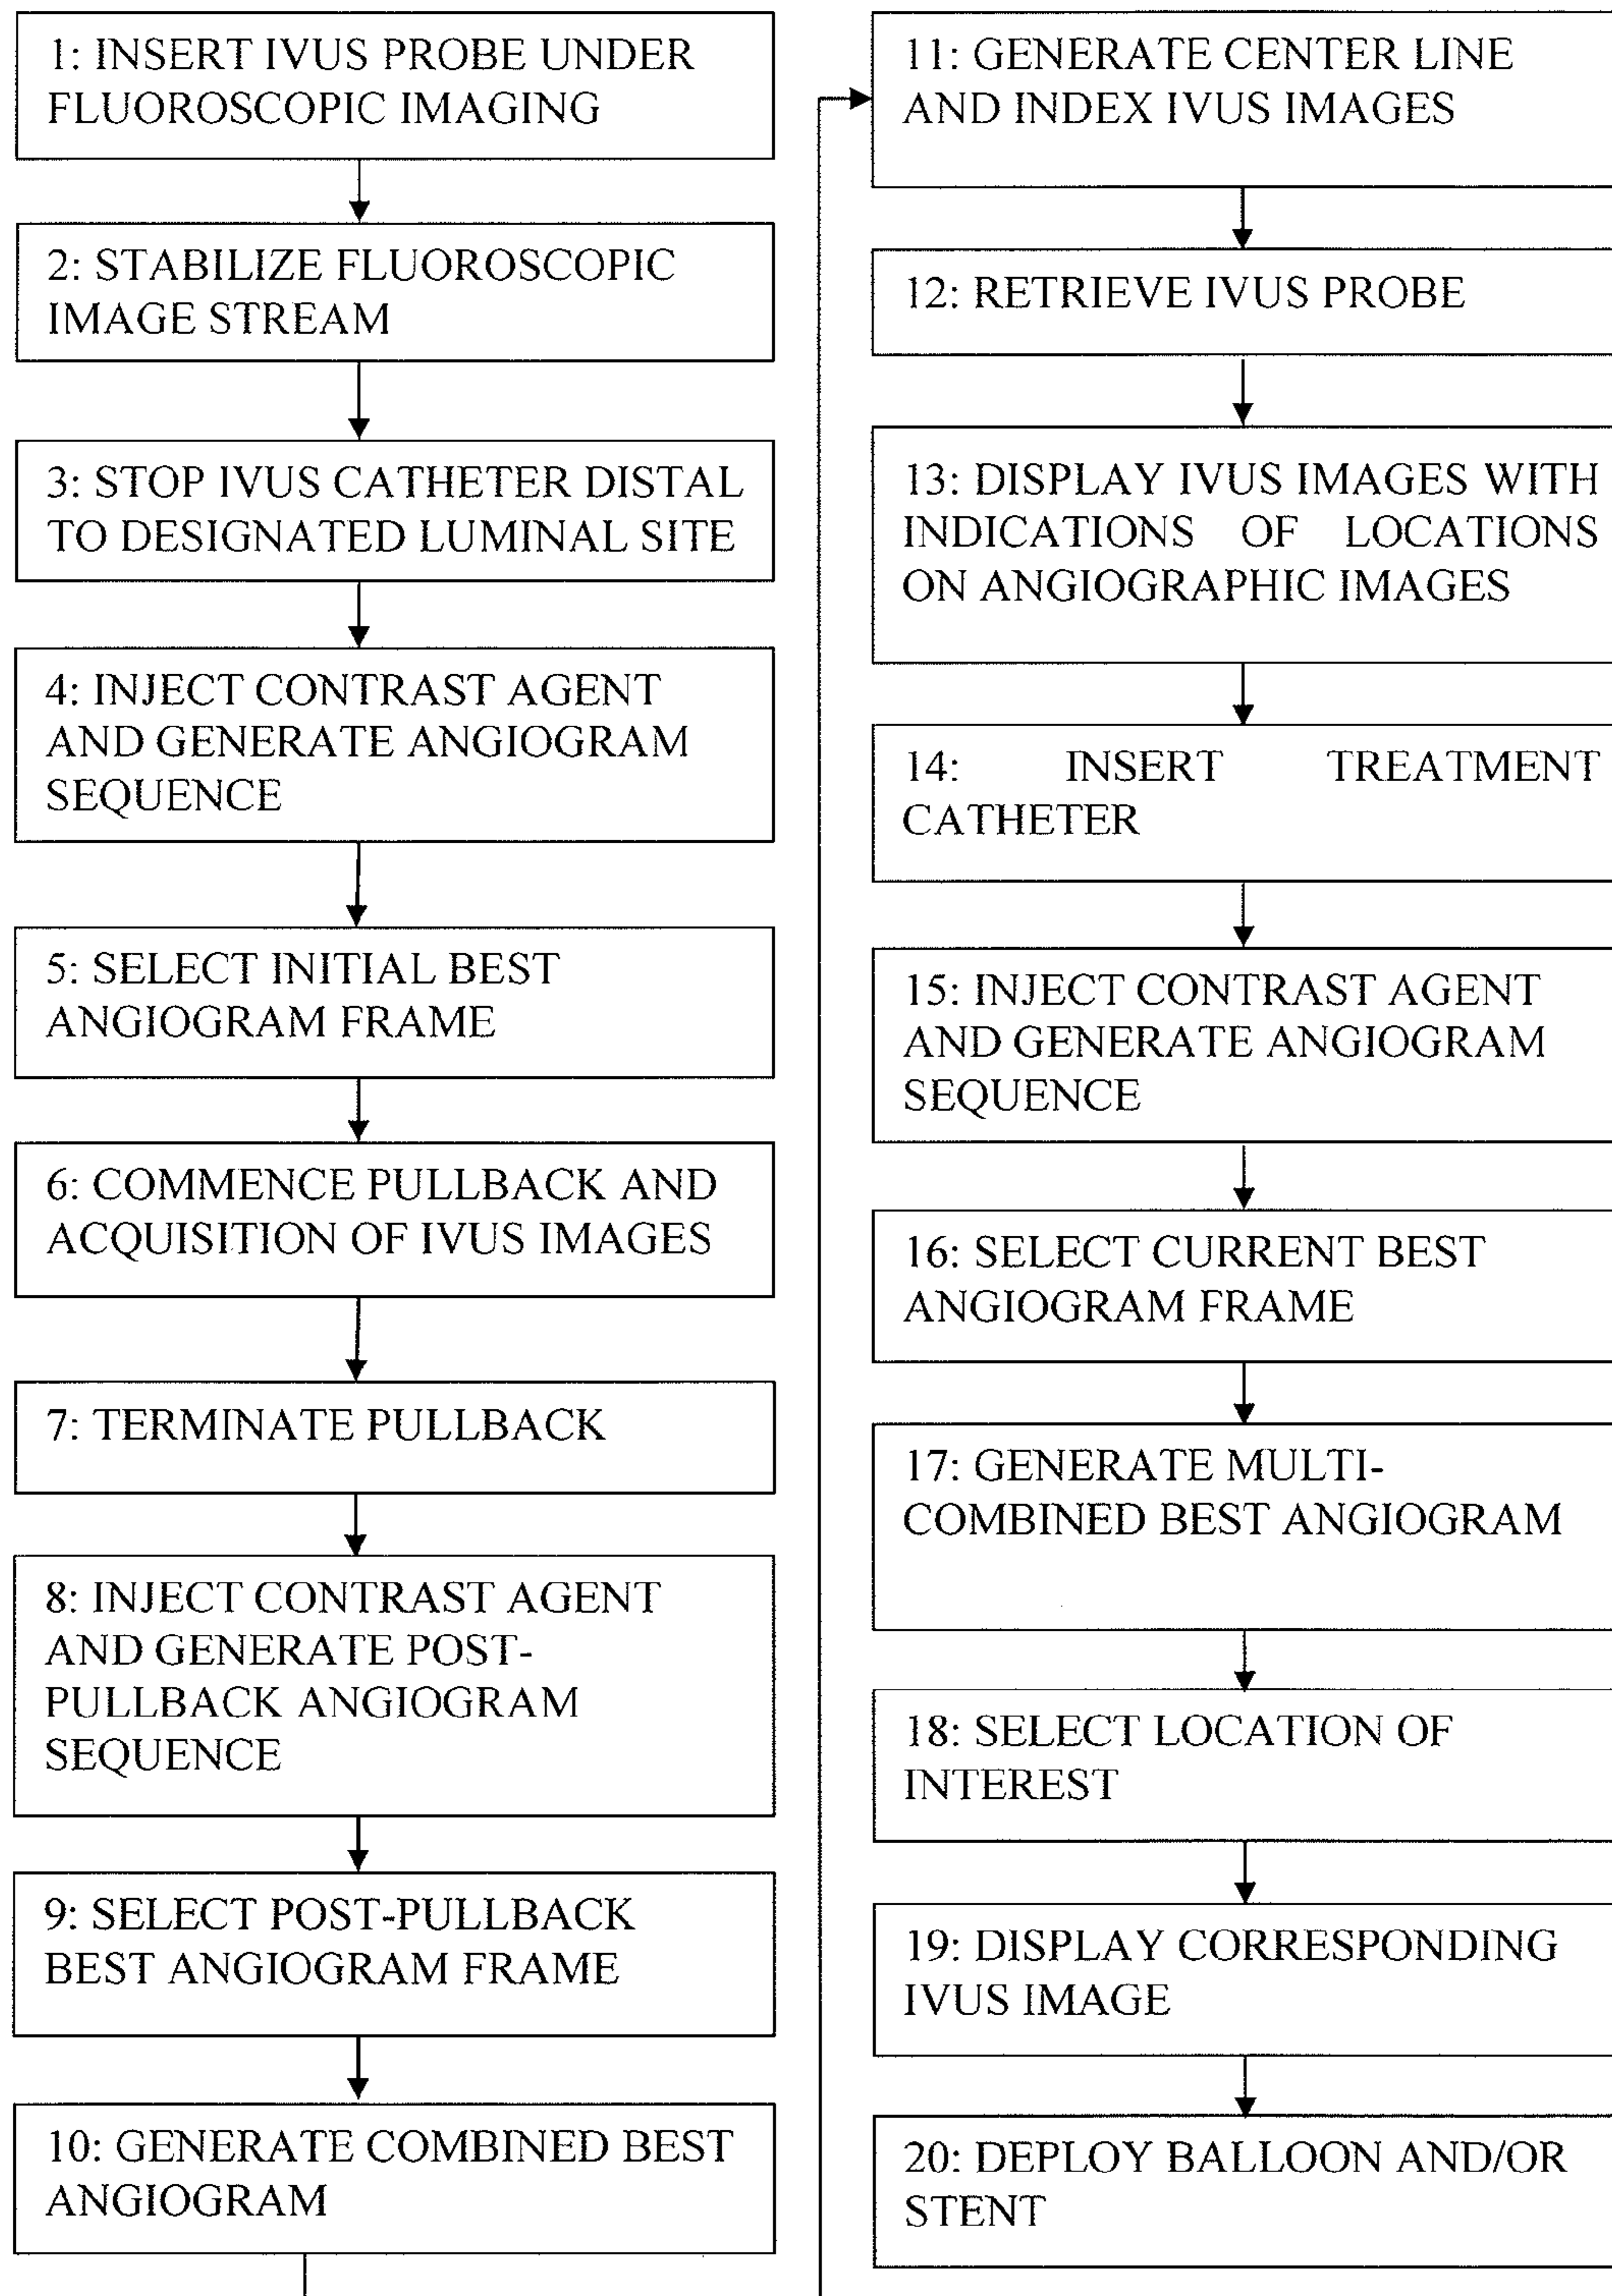 1: INSERT IVUS PROBE UNDER
FLUOROSCOPIC IMAGING
2: STABILIZE FLUOROSCOPIC
IMAGE STREAM
3: STOP IVUS CATHETER DISTAL
TO DESIGNATED LUMINAL SITE
4: INJECT CONTRAST AGENT
AND GENERATE ANGIOGRAM
SEQUENCE
5: SELECT INITIAL BEST
ANGIOGRAM FRAME
6: COMMENCE PULLBACK AND
ACQUISITION OF IVUS IMAGES
7: TERMINATE PULLBACK
8: INJECT CONTRAST AGENT
AND GENERATE POST-
PULLBACK ANGIOGRAM
SEQUENCE
9: SELECT POST-PULLBACK
BEST ANGIOGRAM FRAME
10: GENERATE COMBINED BEST
ANGIOGRAM
11: GENERATE CENTER LINE
AND INDEX IVUS IMAGES
12: RETRIEVE IVUS PROBE
13: DISPLAY IVUS IMAGES WITH
INDICATIONS OF LOCATIONS
ON ANGIOGRAPHIC IMAGES
14: INSERT TREATMENT
CATHETER
15: INJECT CONTRAST AGENT
AND GENERATE ANGIOGRAM
SEQUENCE
16: SELECT CURRENT BEST
ANGIOGRAM FRAME
17: GENERATE MULTI-
COMBINED BEST ANGIOGRAM
18: SELECT LOCATION OF
INTEREST
19: DISPLAY CORRESPONDING
IVUS IMAGE
20: DEPLOY BALLOON AND/OR
STENT